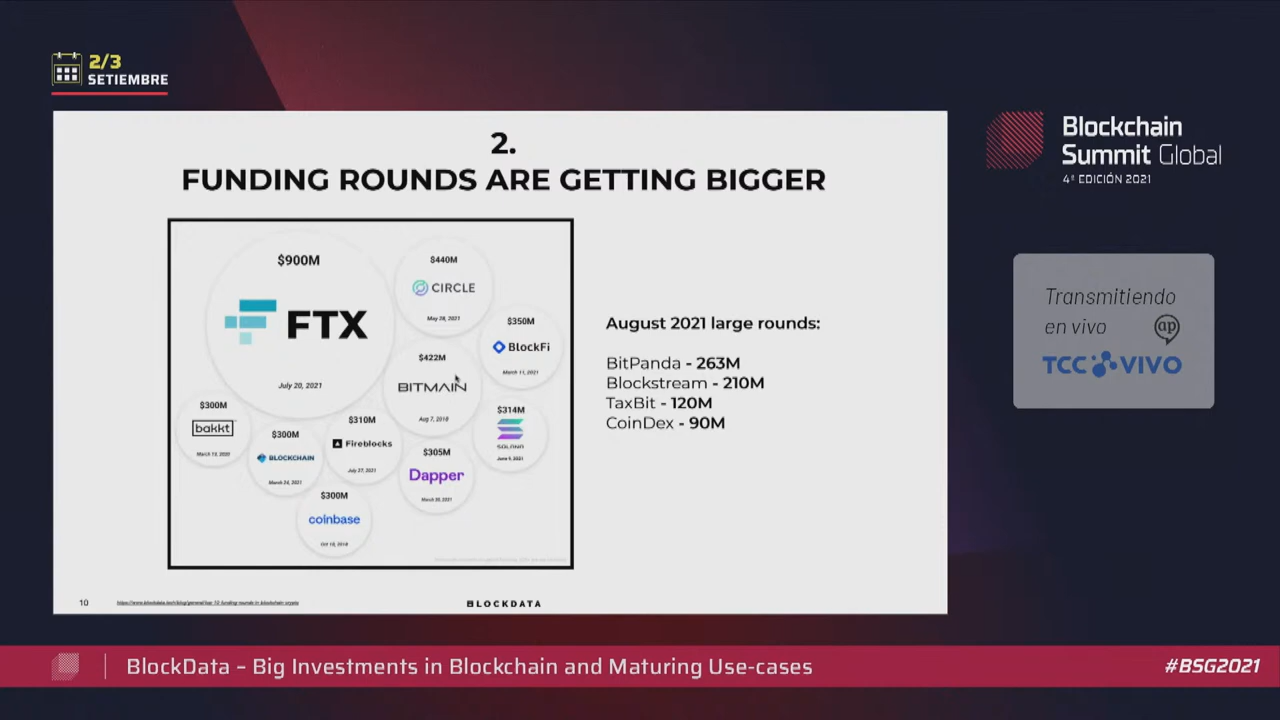 2/3
SETIEMBRE
Blockchain
Summit Global
4ª EDICIÓN 2021
Transmitiendo
en vivo
ap
TCC VIVO
2.
FUNDING ROUNDS ARE GETTING BIGGER
$900M
FTX
July 20, 2021
$440M
CIRCLE
May 28, 2021
$350M
BlockFi
March 11, 2021
$422M
BITMAIN
Aug 7, 2018
$300M
bakkt
$300M
BLOCKCHAIN
March 24, 2021
$310M
Fireblocks
July 27, 2021
$314M
SOLANA
June 9, 2021
$305M
Dapper
March 30, 2021
$300M
coinbase
Oct 10, 2018
August 2021 large rounds:
BitPanda - 263M
Blockstream - 210M
TaxBit - 120M
CoinDex - 90M
10
BLOCKDATA
BlockData – Big Investments in Blockchain and Maturing Use-cases
#BSG2021